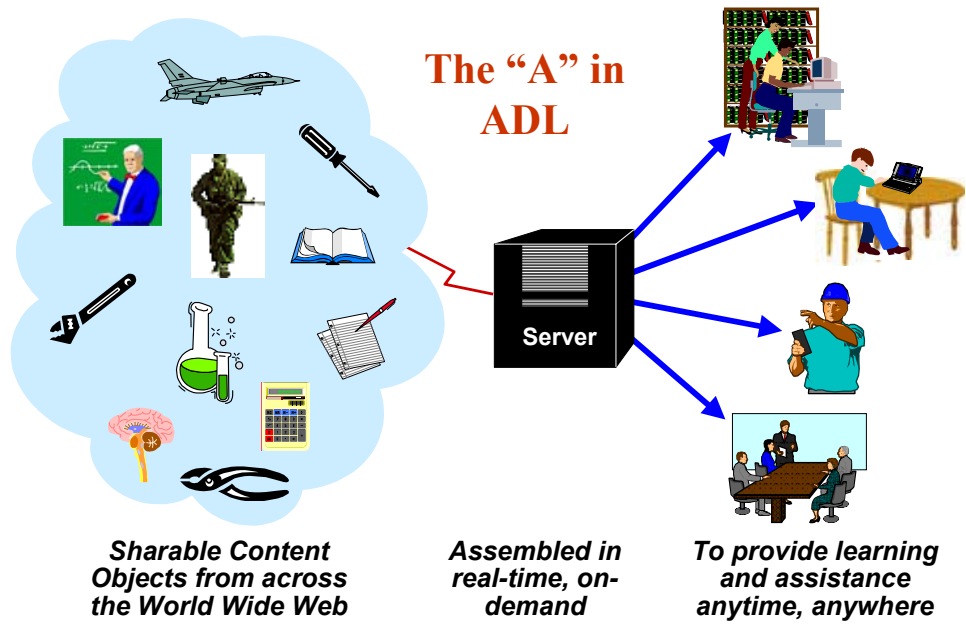 The “A” in
ADL
Server
Sharable Content
Objects from across
the World Wide Web
Assembled in
real-time, on-
demand
To provide learning
and assistance
anytime, anywhere